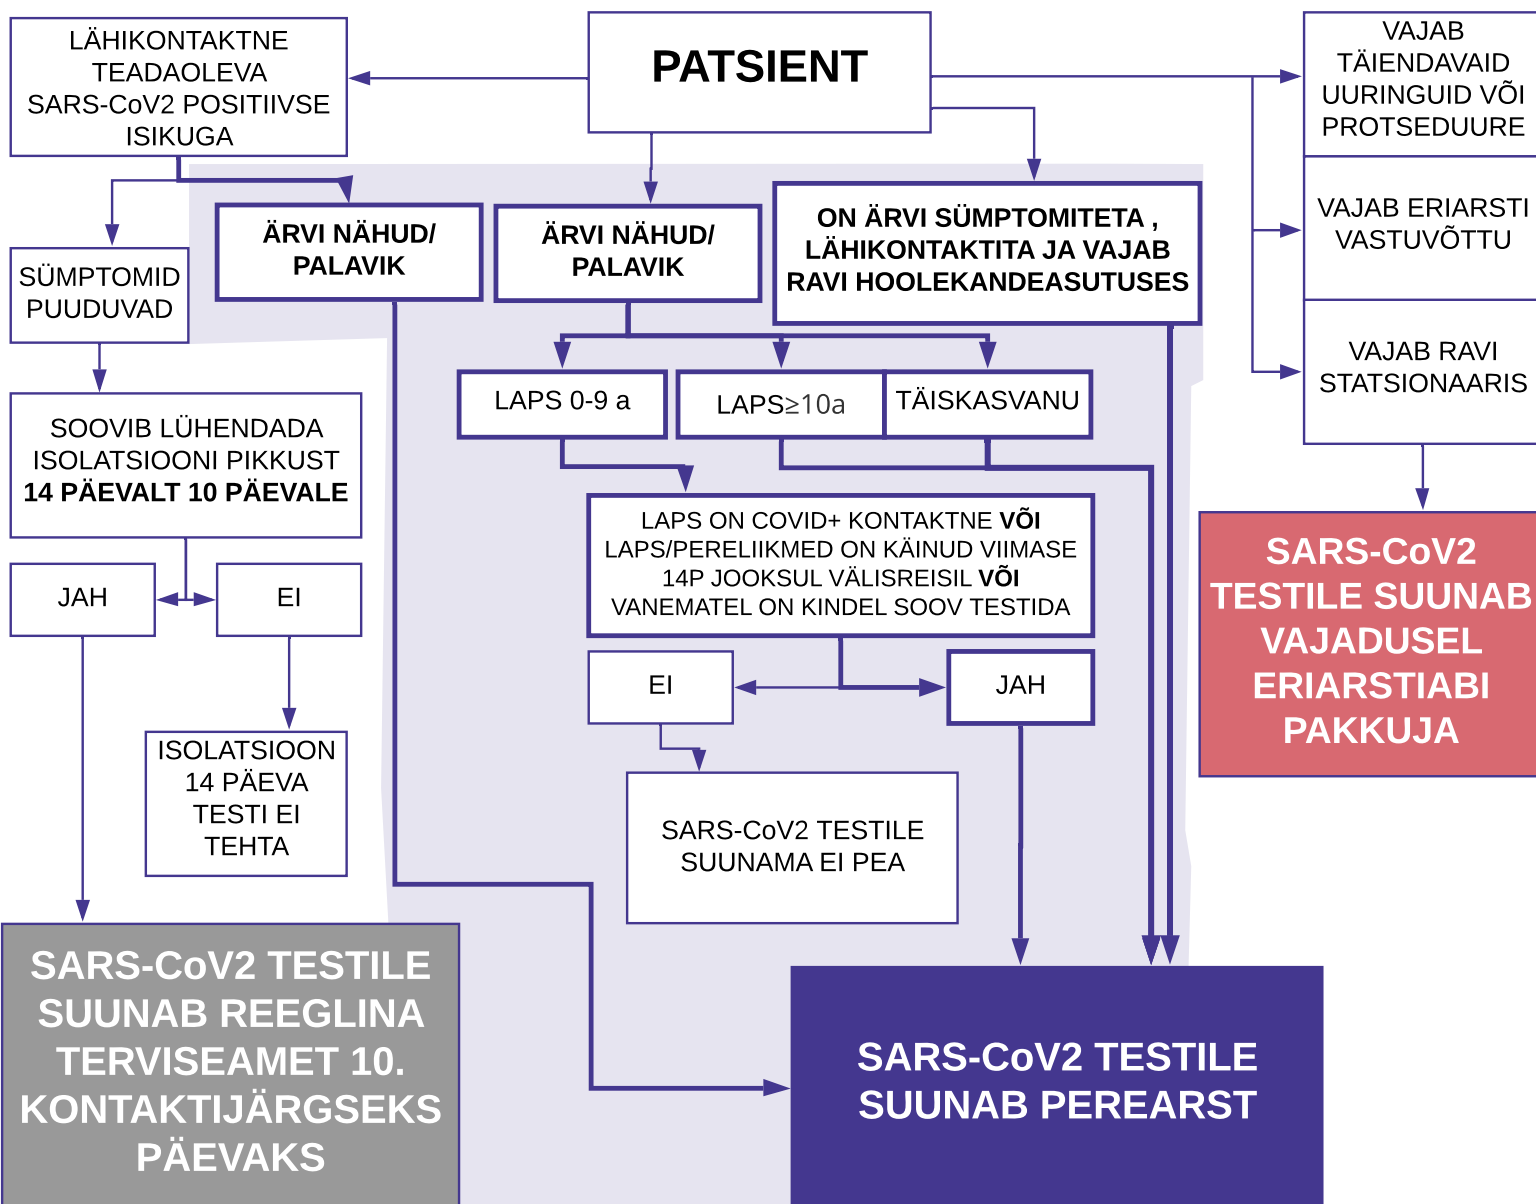 LÄHIKONTAKTNE
TEADAOLEVA
SARS-CoV2 POSITIIVSE
ISIKUGA
PATSIENT
VAJAB
TÄIENDAVAID
UURINGUID VÕI
PROTSEDUURE
VAJAB ERIARSTI
VASTUVÕTTU
VAJAB RAVI
STATSIONAARIS
ÄRVI NÄHUD/
PALAVIK
ÄRVI NÄHUD/
PALAVIK
ON ÄRVI SÜMPTOMITETA ,
LÄHIKONTAKTITA JA VAJAB
RAVI HOOLEKANDEASUTUSES
SÜMPTOMID
PUUDUVAD
LAPS 0-9 a
LAPS≥10a
TÄISKASVANU
SOOVIB LÜHENDADA
ISOLATSIOONI PIKKUST
14 PÄEVALT 10 PÄEVALE
LAPS ON COVID+ KONTAKTNE VÕI
LAPS/PERELIIKMED ON KÄINUD VIIMASE
14P JOOKSUL VÄLISREISIL VÕI
VANEMATEL ON KINDEL SOOV TESTIDA
SARS-CoV2
TESTILE SUUNAB
VAJADUSEL
ERIARSTIABI
PAKKUJA
JAH
EI
EI
JAH
ISOLATSIOON
14 PÄEVA
TESTI EI
TEHTA
SARS-CoV2 TESTILE
SUUNAMA EI PEA
SARS-CoV2 TESTILE
SUUNAB REEGLINA
TERVISEAMET 10.
KONTAKTIJÄRGSEKS
PÄEVAKS
SARS-CoV2 TESTILE
SUUNAB PEREARST